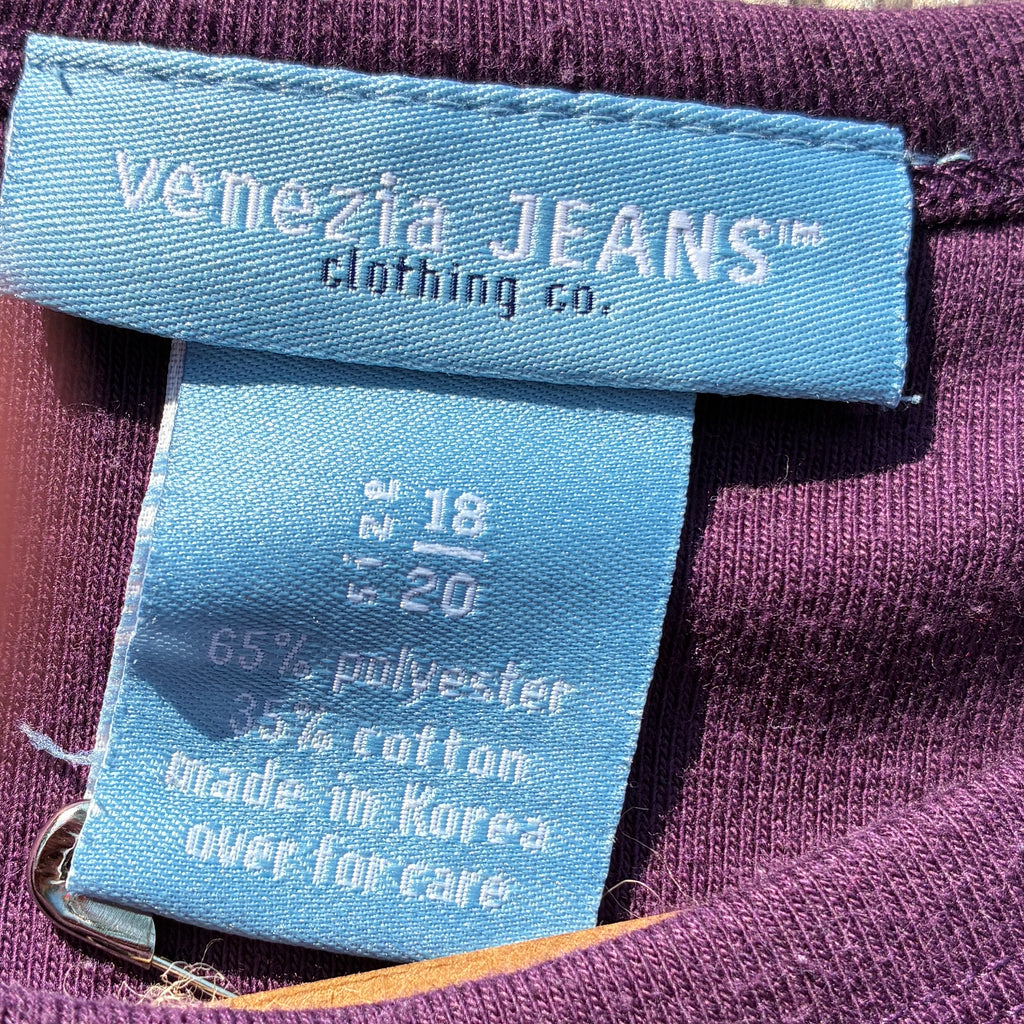 venezia JEANS™
clothing co.
size 18/20
65% polyester
35% cotton
made in Korea
over for care